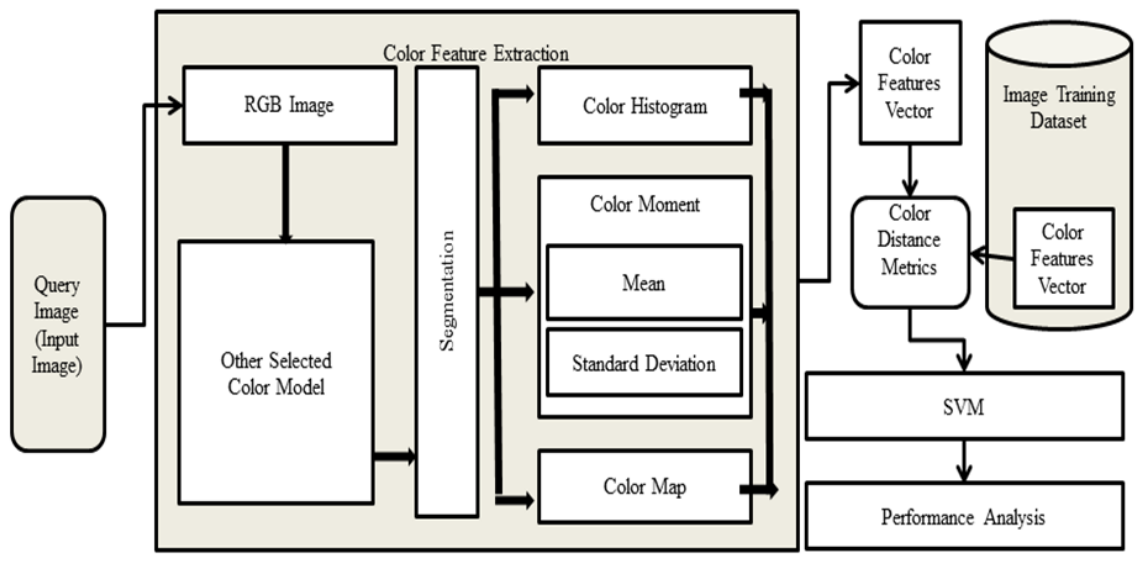 Color Feature Extraction
Query
Image
(Input
Image)
RGB Image
Other Selected
Color Model
Segmentation
Color Histogram
Color Moment
Mean
Standard Deviation
Color Map
Color
Features
Vector
Image Training
Dataset
Color
Distance
Metrics
Color
Features
Vector
SVM
Performance Analysis